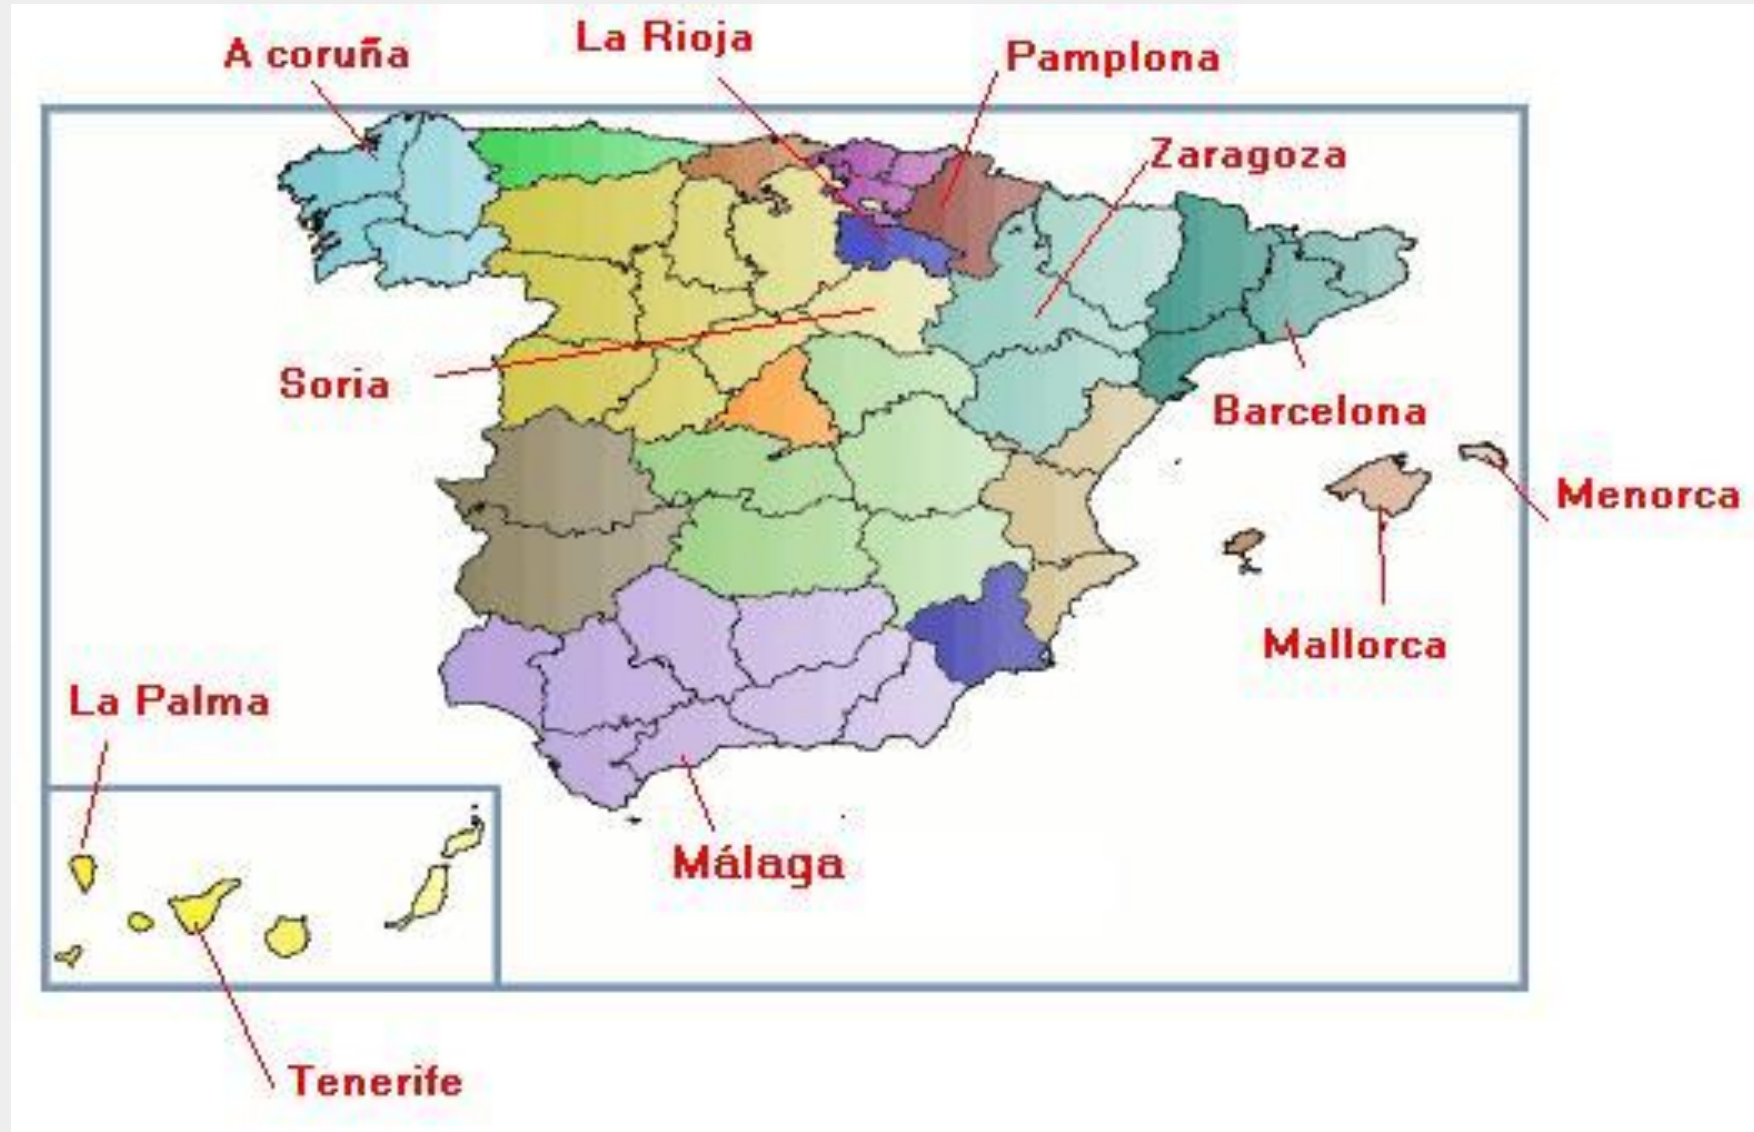 A coruña
La Rioja
Pamplona
Zaragoza
Soria
Barcelona
Menorca
Mallorca
La Palma
Málaga
Tenerife